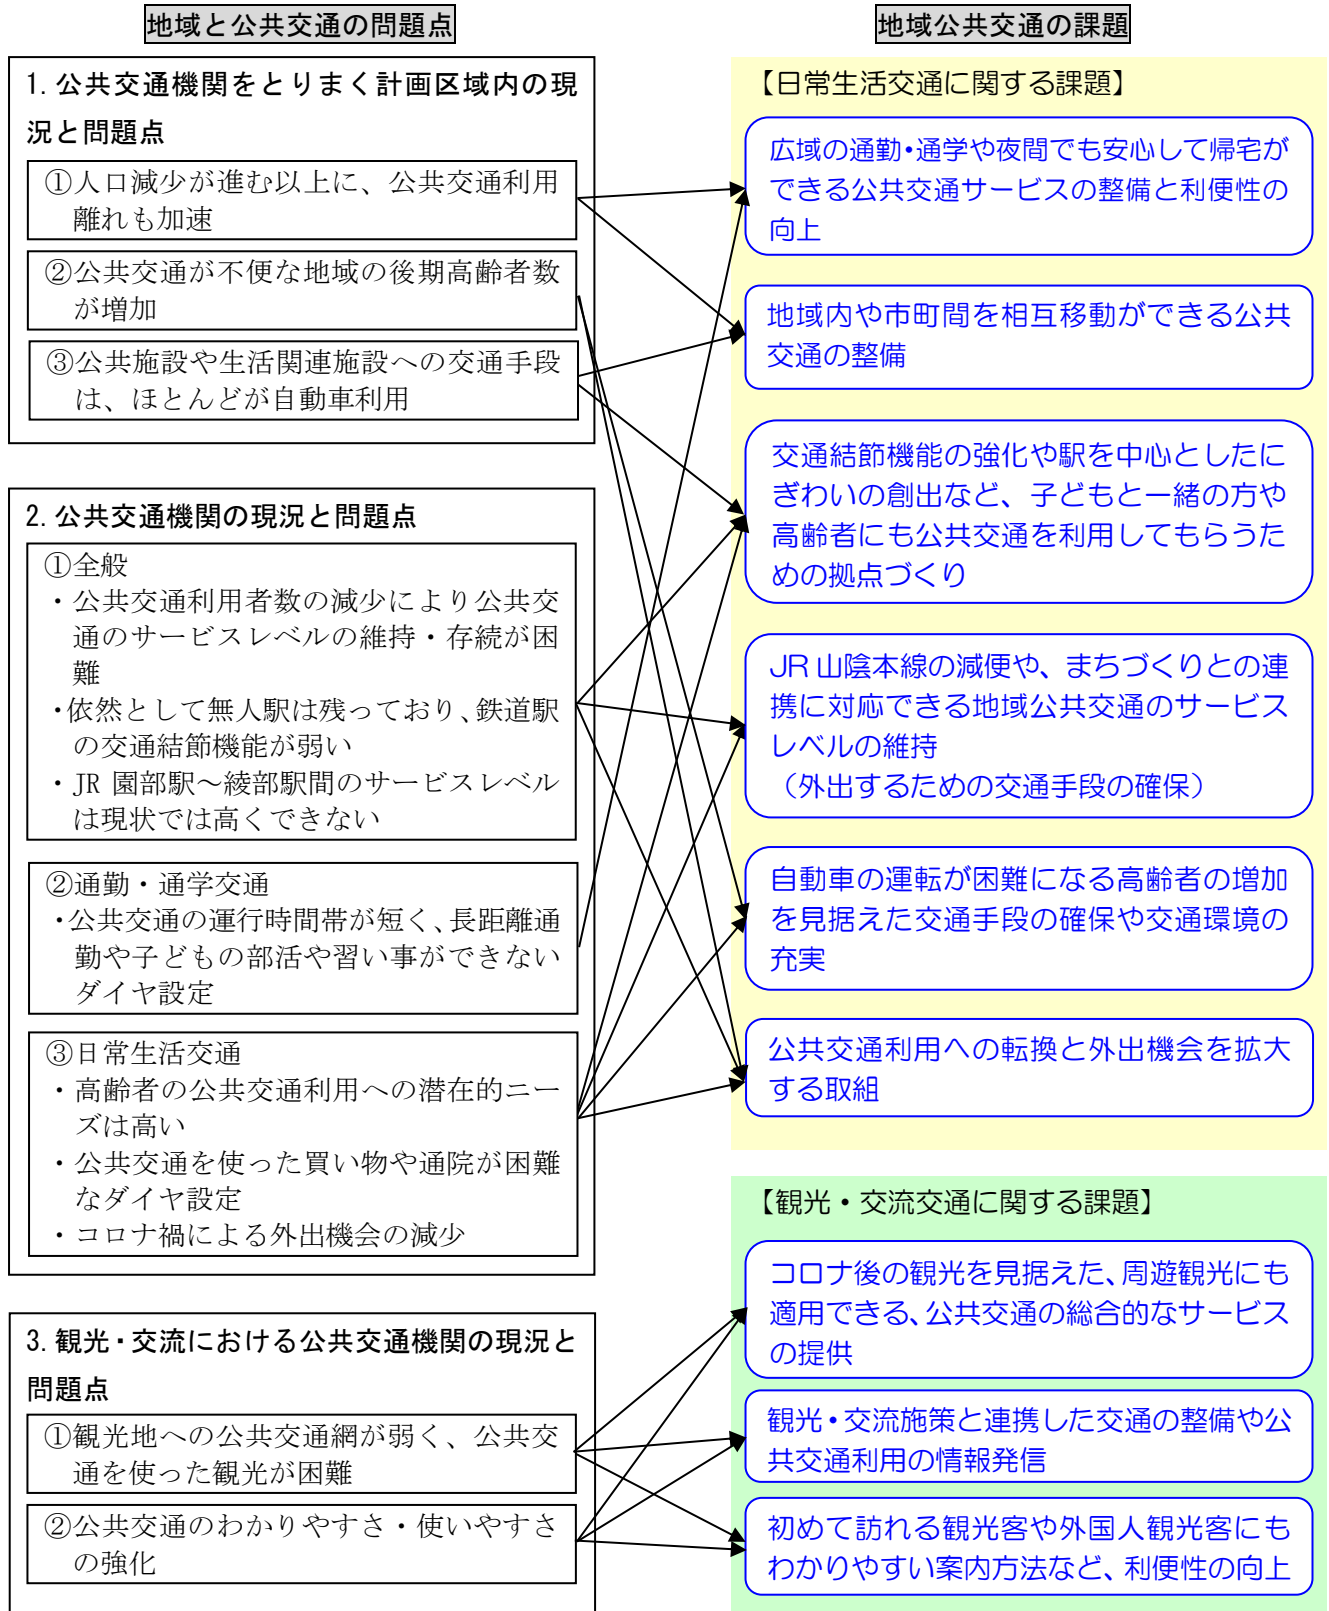 地域と公共交通の問題点
1. 公共交通機関をとりまく計画区域内の現
況と問題点
①人口減少が進む以上に、公共交通利用
離れも加速
②公共交通が不便な地域の後期高齢者数
が増加
③公共施設や生活関連施設への交通手段
は、ほとんどが自動車利用
2. 公共交通機関の現況と問題点
①全般
・公共交通利用者数の減少により公共交
通のサービスレベルの維持・存続が困
難
・依然として無人駅は残っており、鉄道駅
の交通結節機能が弱い
・JR 園部駅～綾部駅間のサービスレベル
は現状では高くできない
②通勤・通学交通
・公共交通の運行時間帯が短く、長距離通
勤や子どもの部活や習い事ができない
ダイヤ設定
③日常生活交通
・高齢者の公共交通利用への潜在的ニー
ズは高い
・公共交通を使った買い物や通院が困難
なダイヤ設定
・コロナ禍による外出機会の減少
3. 観光・交流における公共交通機関の現況と
問題点
①観光地への公共交通網が弱く、公共交
通を使った観光が困難
②公共交通のわかりやすさ・使いやすさ
の強化
地域公共交通の課題
【日常生活交通に関する課題】
広域の通勤・通学や夜間でも安心して帰宅が
できる公共交通サービスの整備と利便性の
向上
地域内や市町間を相互移動ができる公共
交通の整備
交通結節機能の強化や駅を中心としたに
ぎわいの創出など、子どもと一緒の方や
高齢者にも公共交通を利用してもらうた
めの拠点づくり
JR 山陰本線の減便や、まちづくりとの連
携に対応できる地域公共交通のサービス
レベルの維持
（外出するための交通手段の確保）
自動車の運転が困難になる高齢者の増加
を見据えた交通手段の確保や交通環境の
充実
公共交通利用への転換と外出機会を拡大
する取組
【観光・交流交通に関する課題】
コロナ後の観光を見据えた、周遊観光にも
適用できる、公共交通の総合的なサービス
の提供
観光・交流施策と連携した交通の整備や公
共交通利用の情報発信
初めて訪れる観光客や外国人観光客にも
わかりやすい案内方法など、利便性の向上